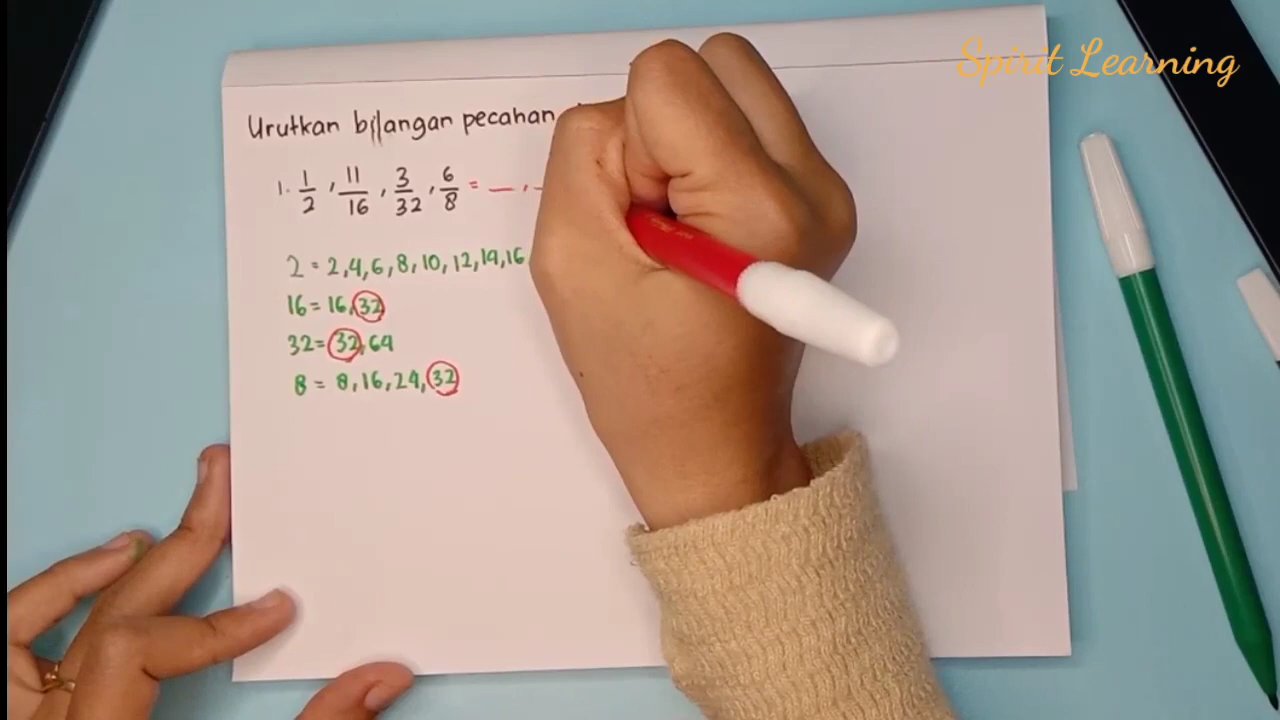 Spirit Learning
Urutkan bilangan pecahan
1. 1/2 , 11/16 , 3/32 , 6/8 = __ , _
2 = 2,4,6,8,10,12,14,16
16 = 16,32
32 = 32,64
8 = 8,16,24,32